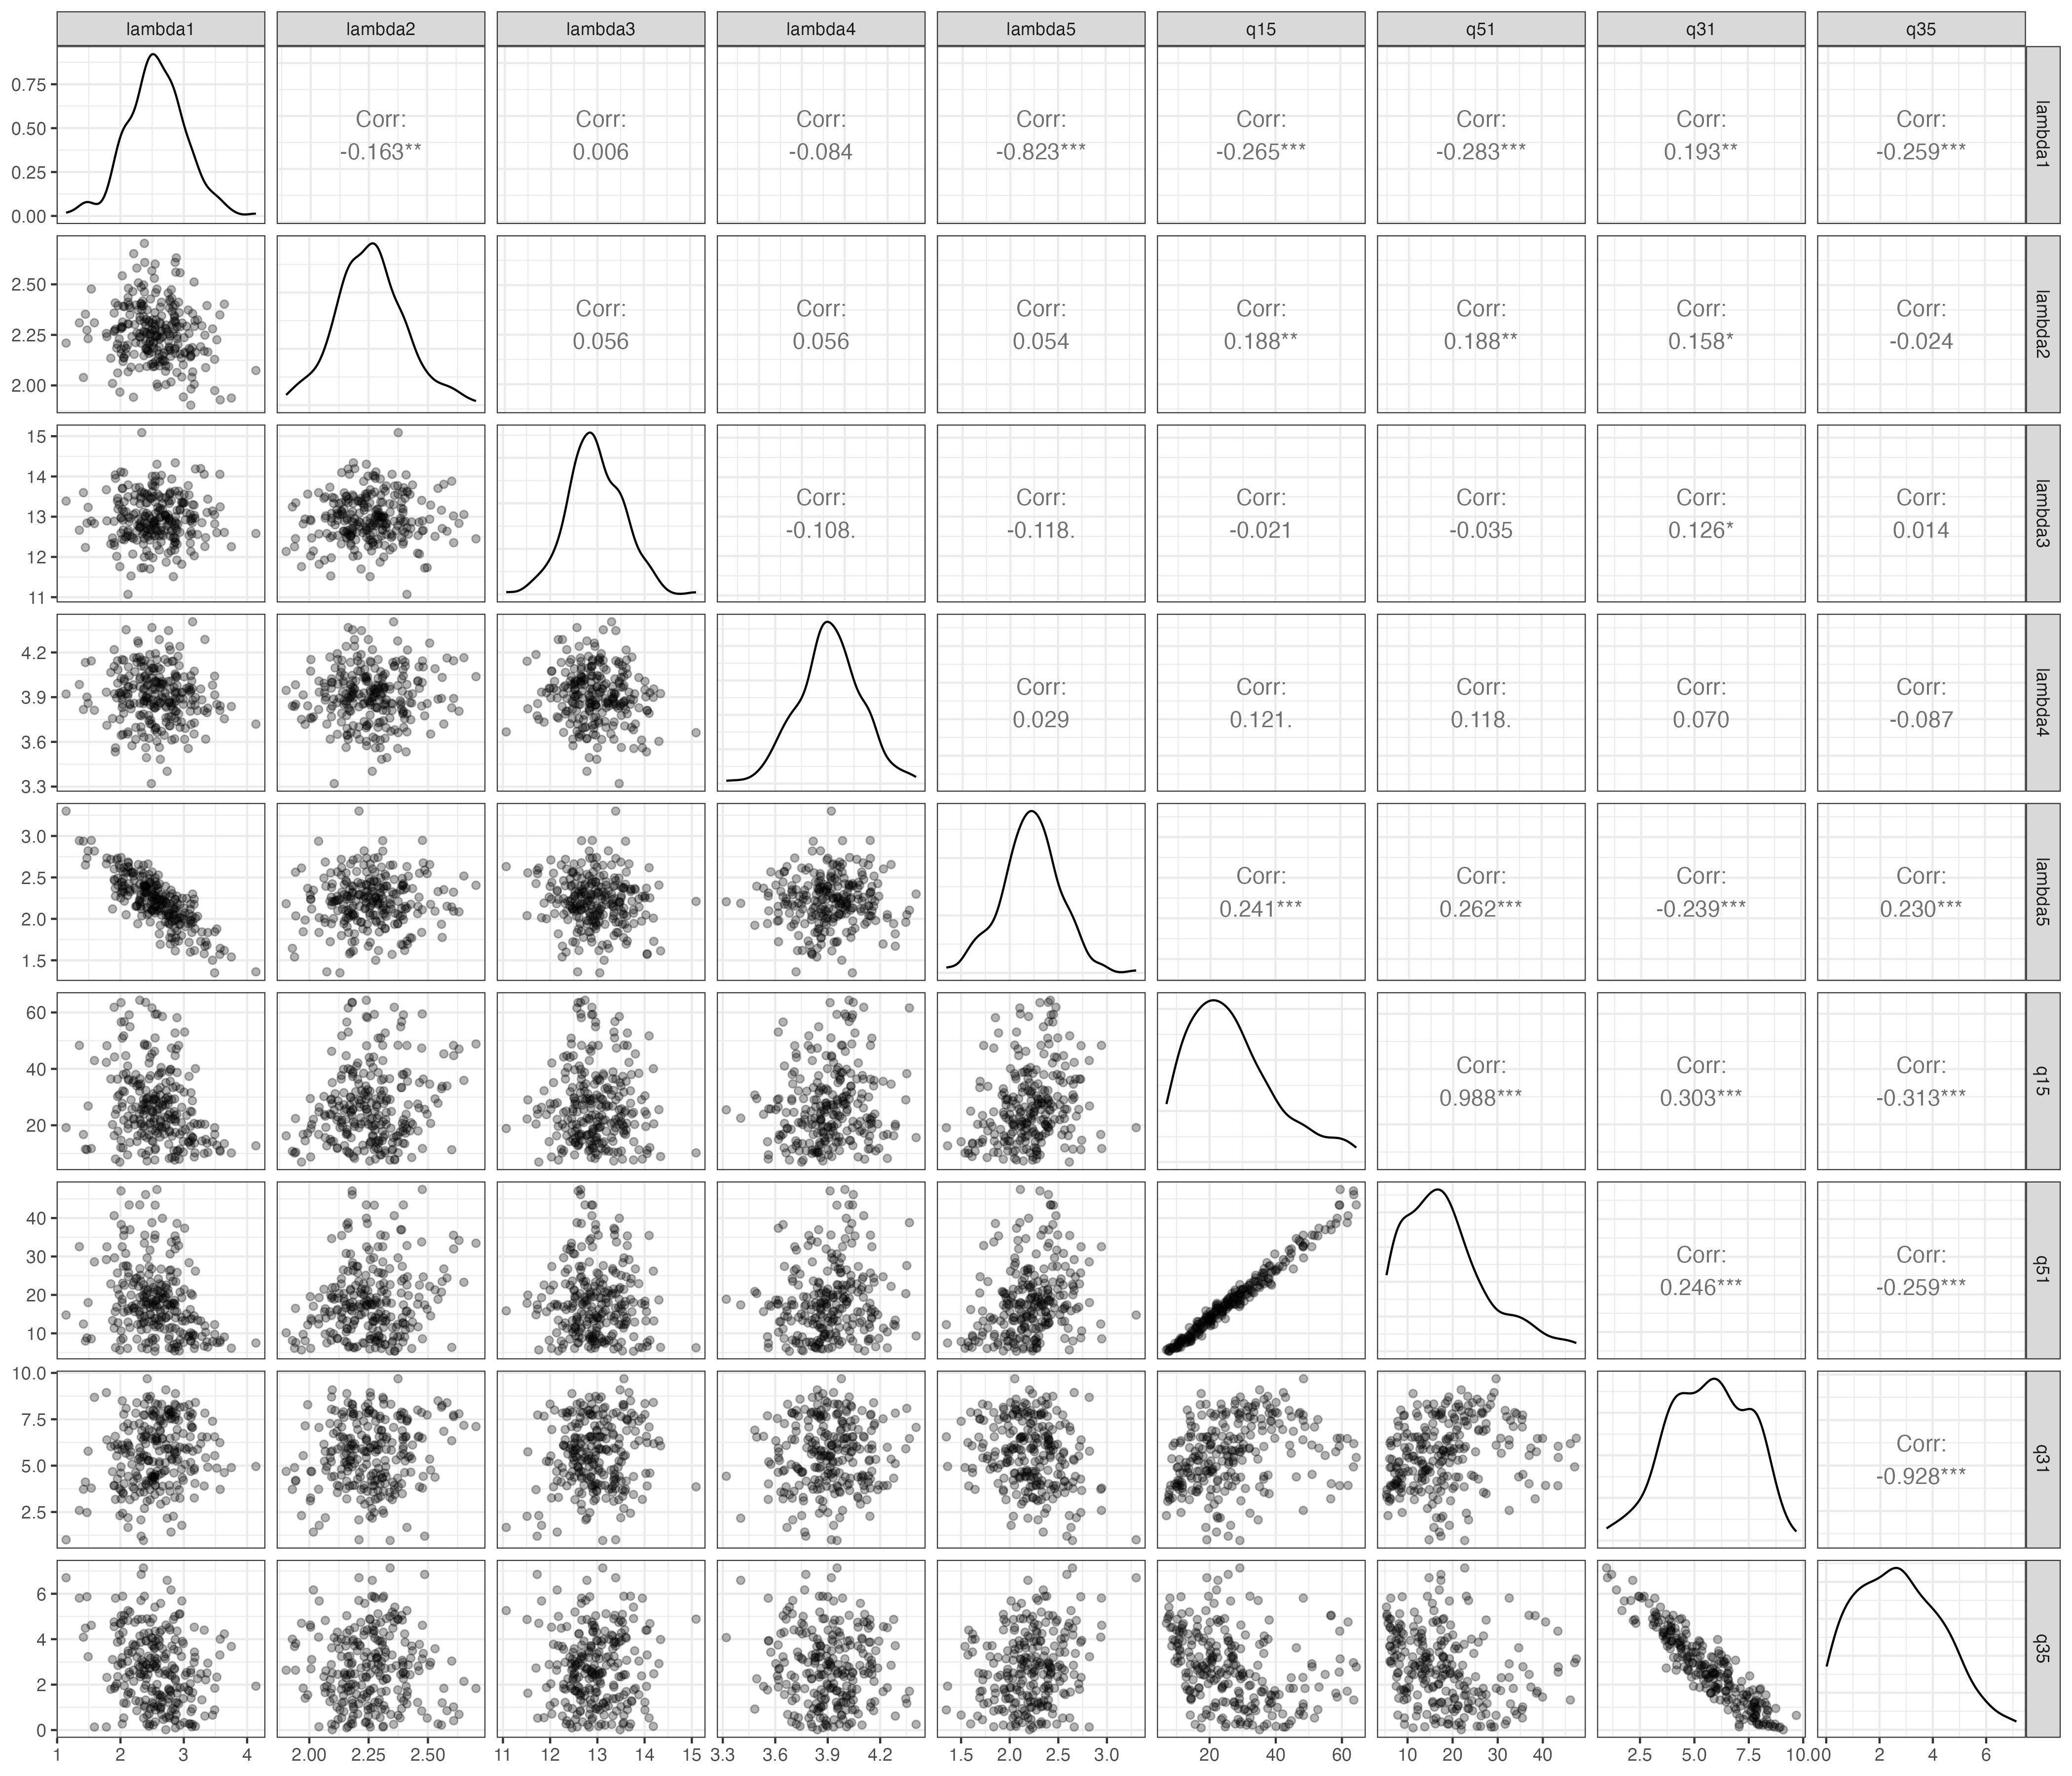 lambda1 lambda2 lambda3 lambda4 lambda5 q15 q51 q31 q35
0.75
0.50
0.25
0.00
Corr: Corr: Corr: Corr: Corr: Corr: Corr: Corr:
-0.163** 0.006 -0.084 -0.823*** -0.265*** -0.283*** 0.193** -0.259***
lambda1
2.50
2.25
2.00
Corr: Corr: Corr: Corr: Corr: Corr: Corr:
0.056 0.056 0.054 0.188** 0.188** 0.158* -0.024
lambda2
15
14
13
12
11
Corr: Corr: Corr: Corr: Corr: Corr:
-0.108. -0.118. -0.021 -0.035 0.126* 0.014
lambda3
4.2
3.9
3.6
3.3
Corr: Corr: Corr: Corr: Corr:
0.029 0.121. 0.118. 0.070 -0.087
lambda4
3.0
2.5
2.0
1.5
Corr: Corr: Corr: Corr:
0.241*** 0.262*** -0.239*** 0.230***
lambda5
60
40
20
Corr: Corr: Corr:
0.988*** 0.303*** -0.313***
q15
40
30
20
10
Corr: Corr:
0.246*** -0.259***
q51
10.0
7.5
5.0
2.5
Corr:
-0.928***
q31
6
4
2
0
q35
1 2 3 4 2.00 2.25 2.50 11 12 13 14 15 3.3 3.6 3.9 4.2 1.5 2.0 2.5 3.0 20 40 60 10 20 30 40 2.5 5.0 7.5 10.0 0 2 4 6